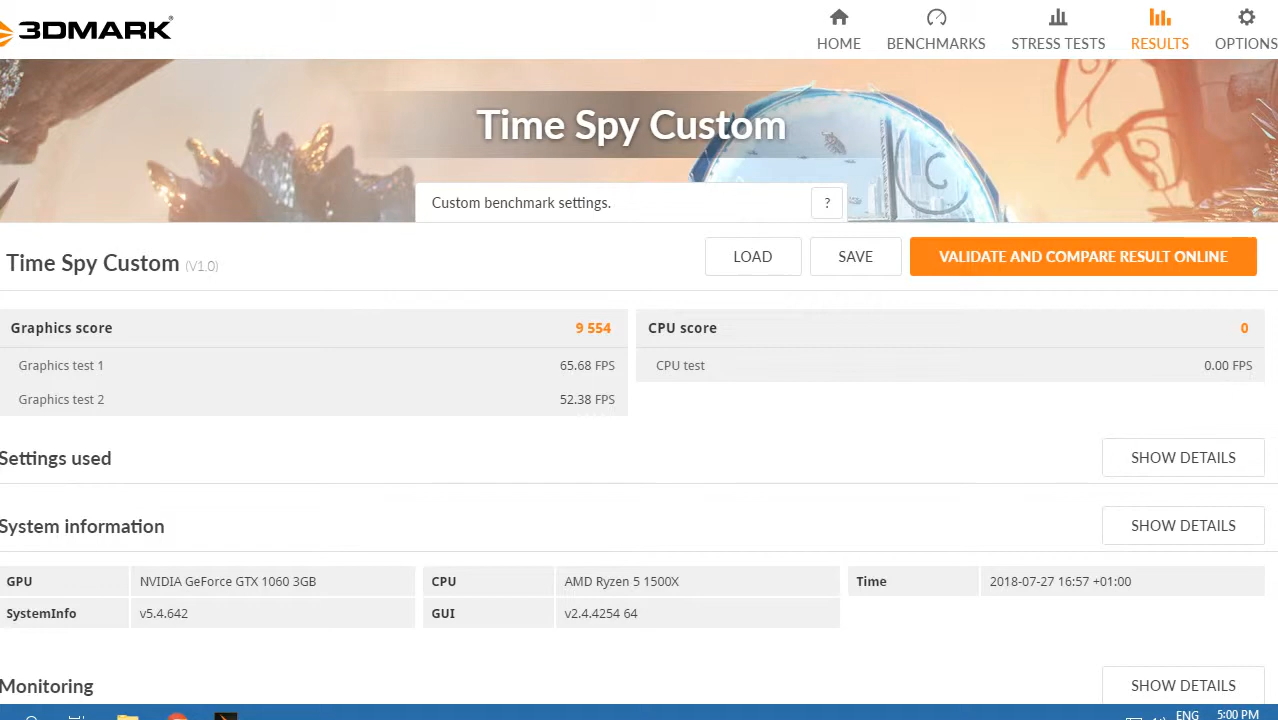 3DMARK®
HOME BENCHMARKS STRESS TESTS RESULTS OPTIONS
Time Spy Custom
Custom benchmark settings. ?
Time Spy Custom (V1.0) LOAD SAVE VALIDATE AND COMPARE RESULT ONLINE
Graphics score 9 554 CPU score 0
Graphics test 1 65.68 FPS CPU test 0.00 FPS
Graphics test 2 52.38 FPS
Settings used SHOW DETAILS
System information SHOW DETAILS
GPU NVIDIA GeForce GTX 1060 3GB CPU AMD Ryzen 5 1500X Time 2018-07-27 16:57 +01:00
SystemInfo v5.4.642 GUI v2.4.4254 64
Monitoring SHOW DETAILS
ENG 5:00 PM